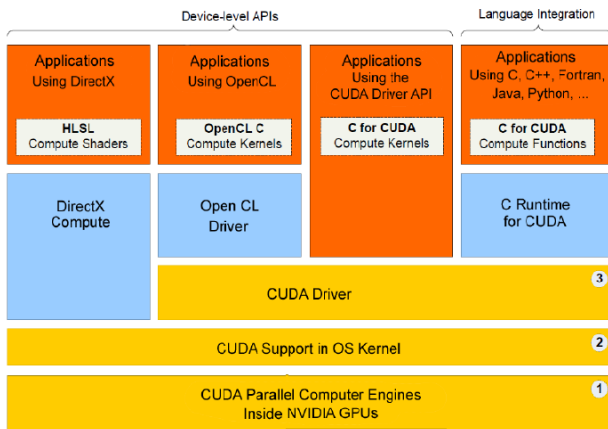 Device-level APIs
Language Integration
Applications
Using DirectX
HLSL
Compute Shaders
Applications
Using OpenCL
OpenCL C
Compute Kernels
Applications
Using the
CUDA Driver API
C for CUDA
Compute Kernels
Applications
Using C, C++, Fortran,
Java, Python, ...
C for CUDA
Compute Functions
DirectX
Compute
Open CL
Driver
C Runtime
for CUDA
CUDA Driver
3
CUDA Support in OS Kernel
2
CUDA Parallel Computer Engines
Inside NVIDIA GPUs
1